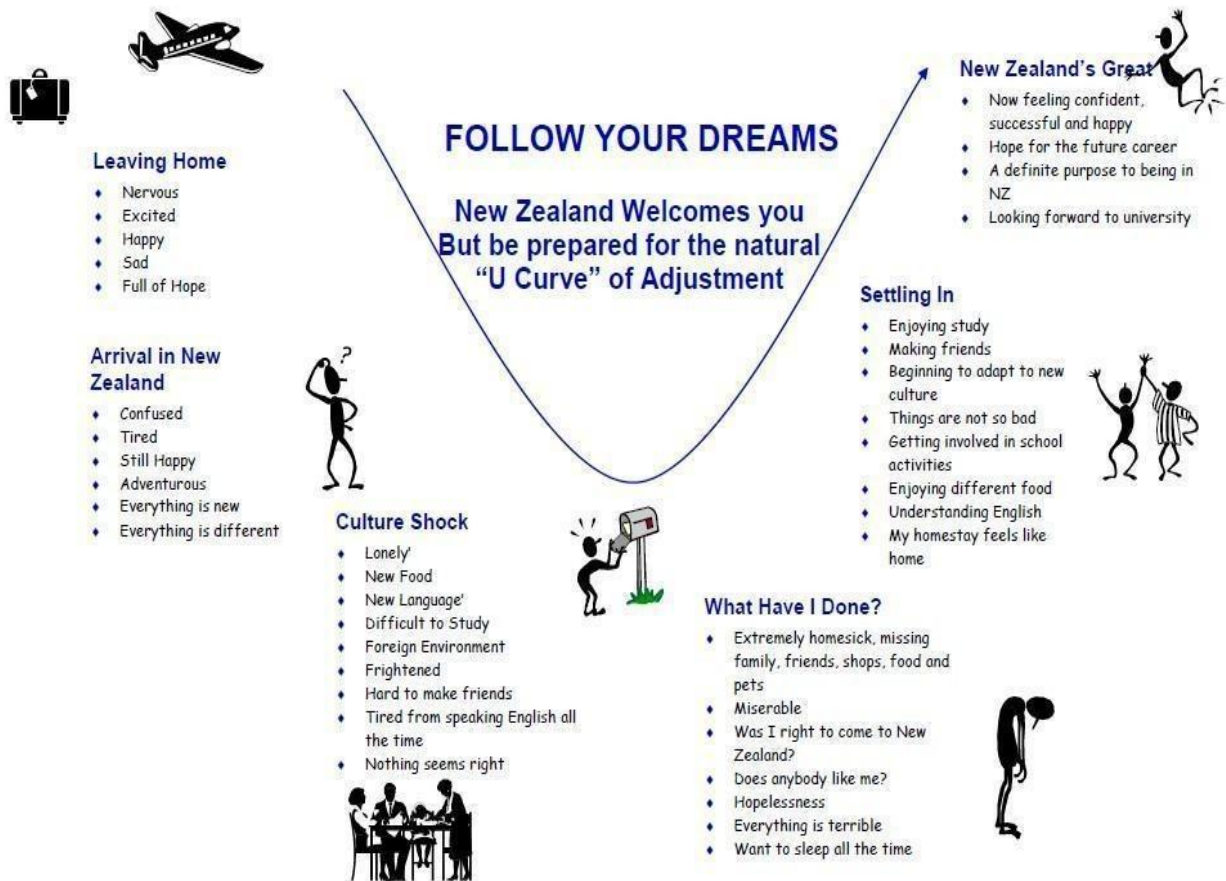 FOLLOW YOUR DREAMS
New Zealand Welcomes you
But be prepared for the natural
“U Curve” of Adjustment
Leaving Home
♦ Nervous
♦ Excited
♦ Happy
♦ Sad
♦ Full of Hope
Arrival in New
Zealand
♦ Confused
♦ Tired
♦ Still Happy
♦ Adventurous
♦ Everything is new
♦ Everything is different
?
Culture Shock
♦ Lonely'
♦ New Food
♦ New Language'
♦ Difficult to Study
♦ Foreign Environment
♦ Frightened
♦ Hard to make friends
♦ Tired from speaking English all
the time
♦ Nothing seems right
What Have I Done?
♦ Extremely homesick, missing
family, friends, shops, food and
pets
♦ Miserable
♦ Was I right to come to New
Zealand?
♦ Does anybody like me?
♦ Hopelessness
♦ Everything is terrible
♦ Want to sleep all the time
Settling In
♦ Enjoying study
♦ Making friends
♦ Beginning to adapt to new
culture
♦ Things are not so bad
♦ Getting involved in school
activities
♦ Enjoying different food
♦ Understanding English
♦ My homestay feels like
home
New Zealand's Great
♦ Now feeling confident,
successful and happy
♦ Hope for the future career
♦ A definite purpose to being in
NZ
♦ Looking forward to university